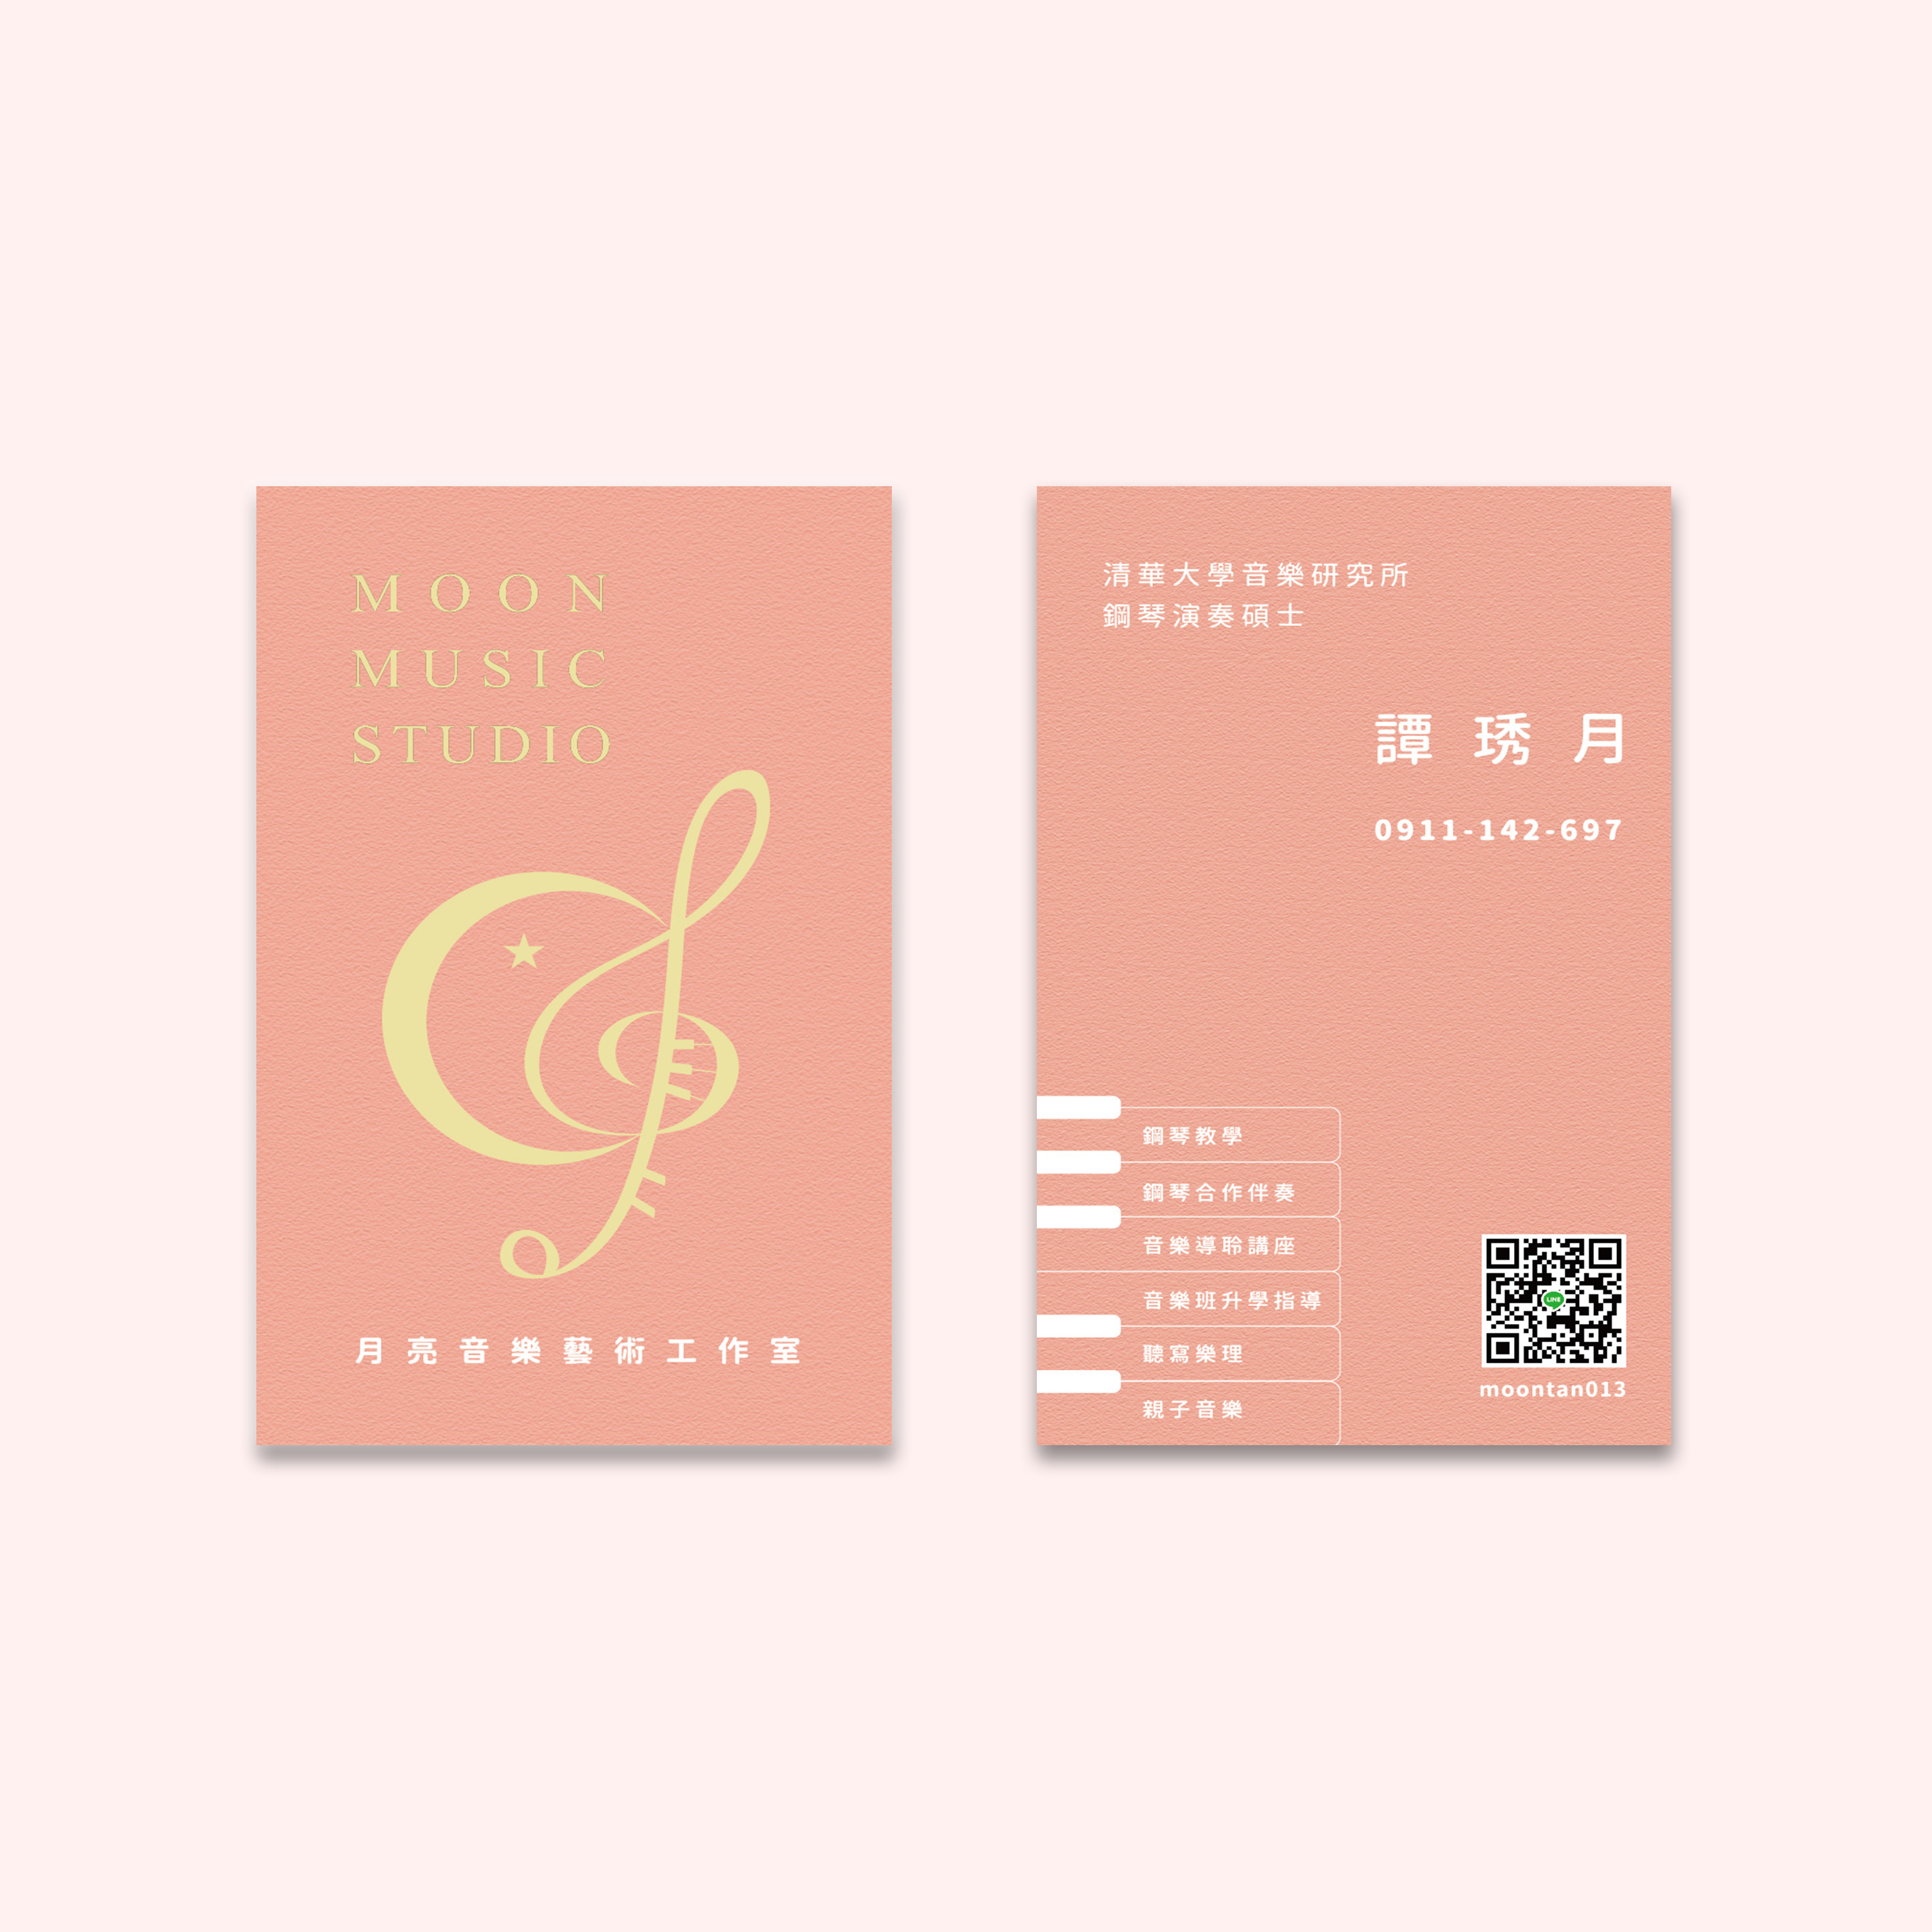 MOON
MUSIC
STUDIO
月亮音樂藝術工作室
清華大學音樂研究所
鋼琴演奏碩士
譚琇月
0911-142-697
鋼琴教學
鋼琴合作伴奏
音樂導聆講座
音樂班升學指導
聽寫樂理
親子音樂
LINE
moontan013